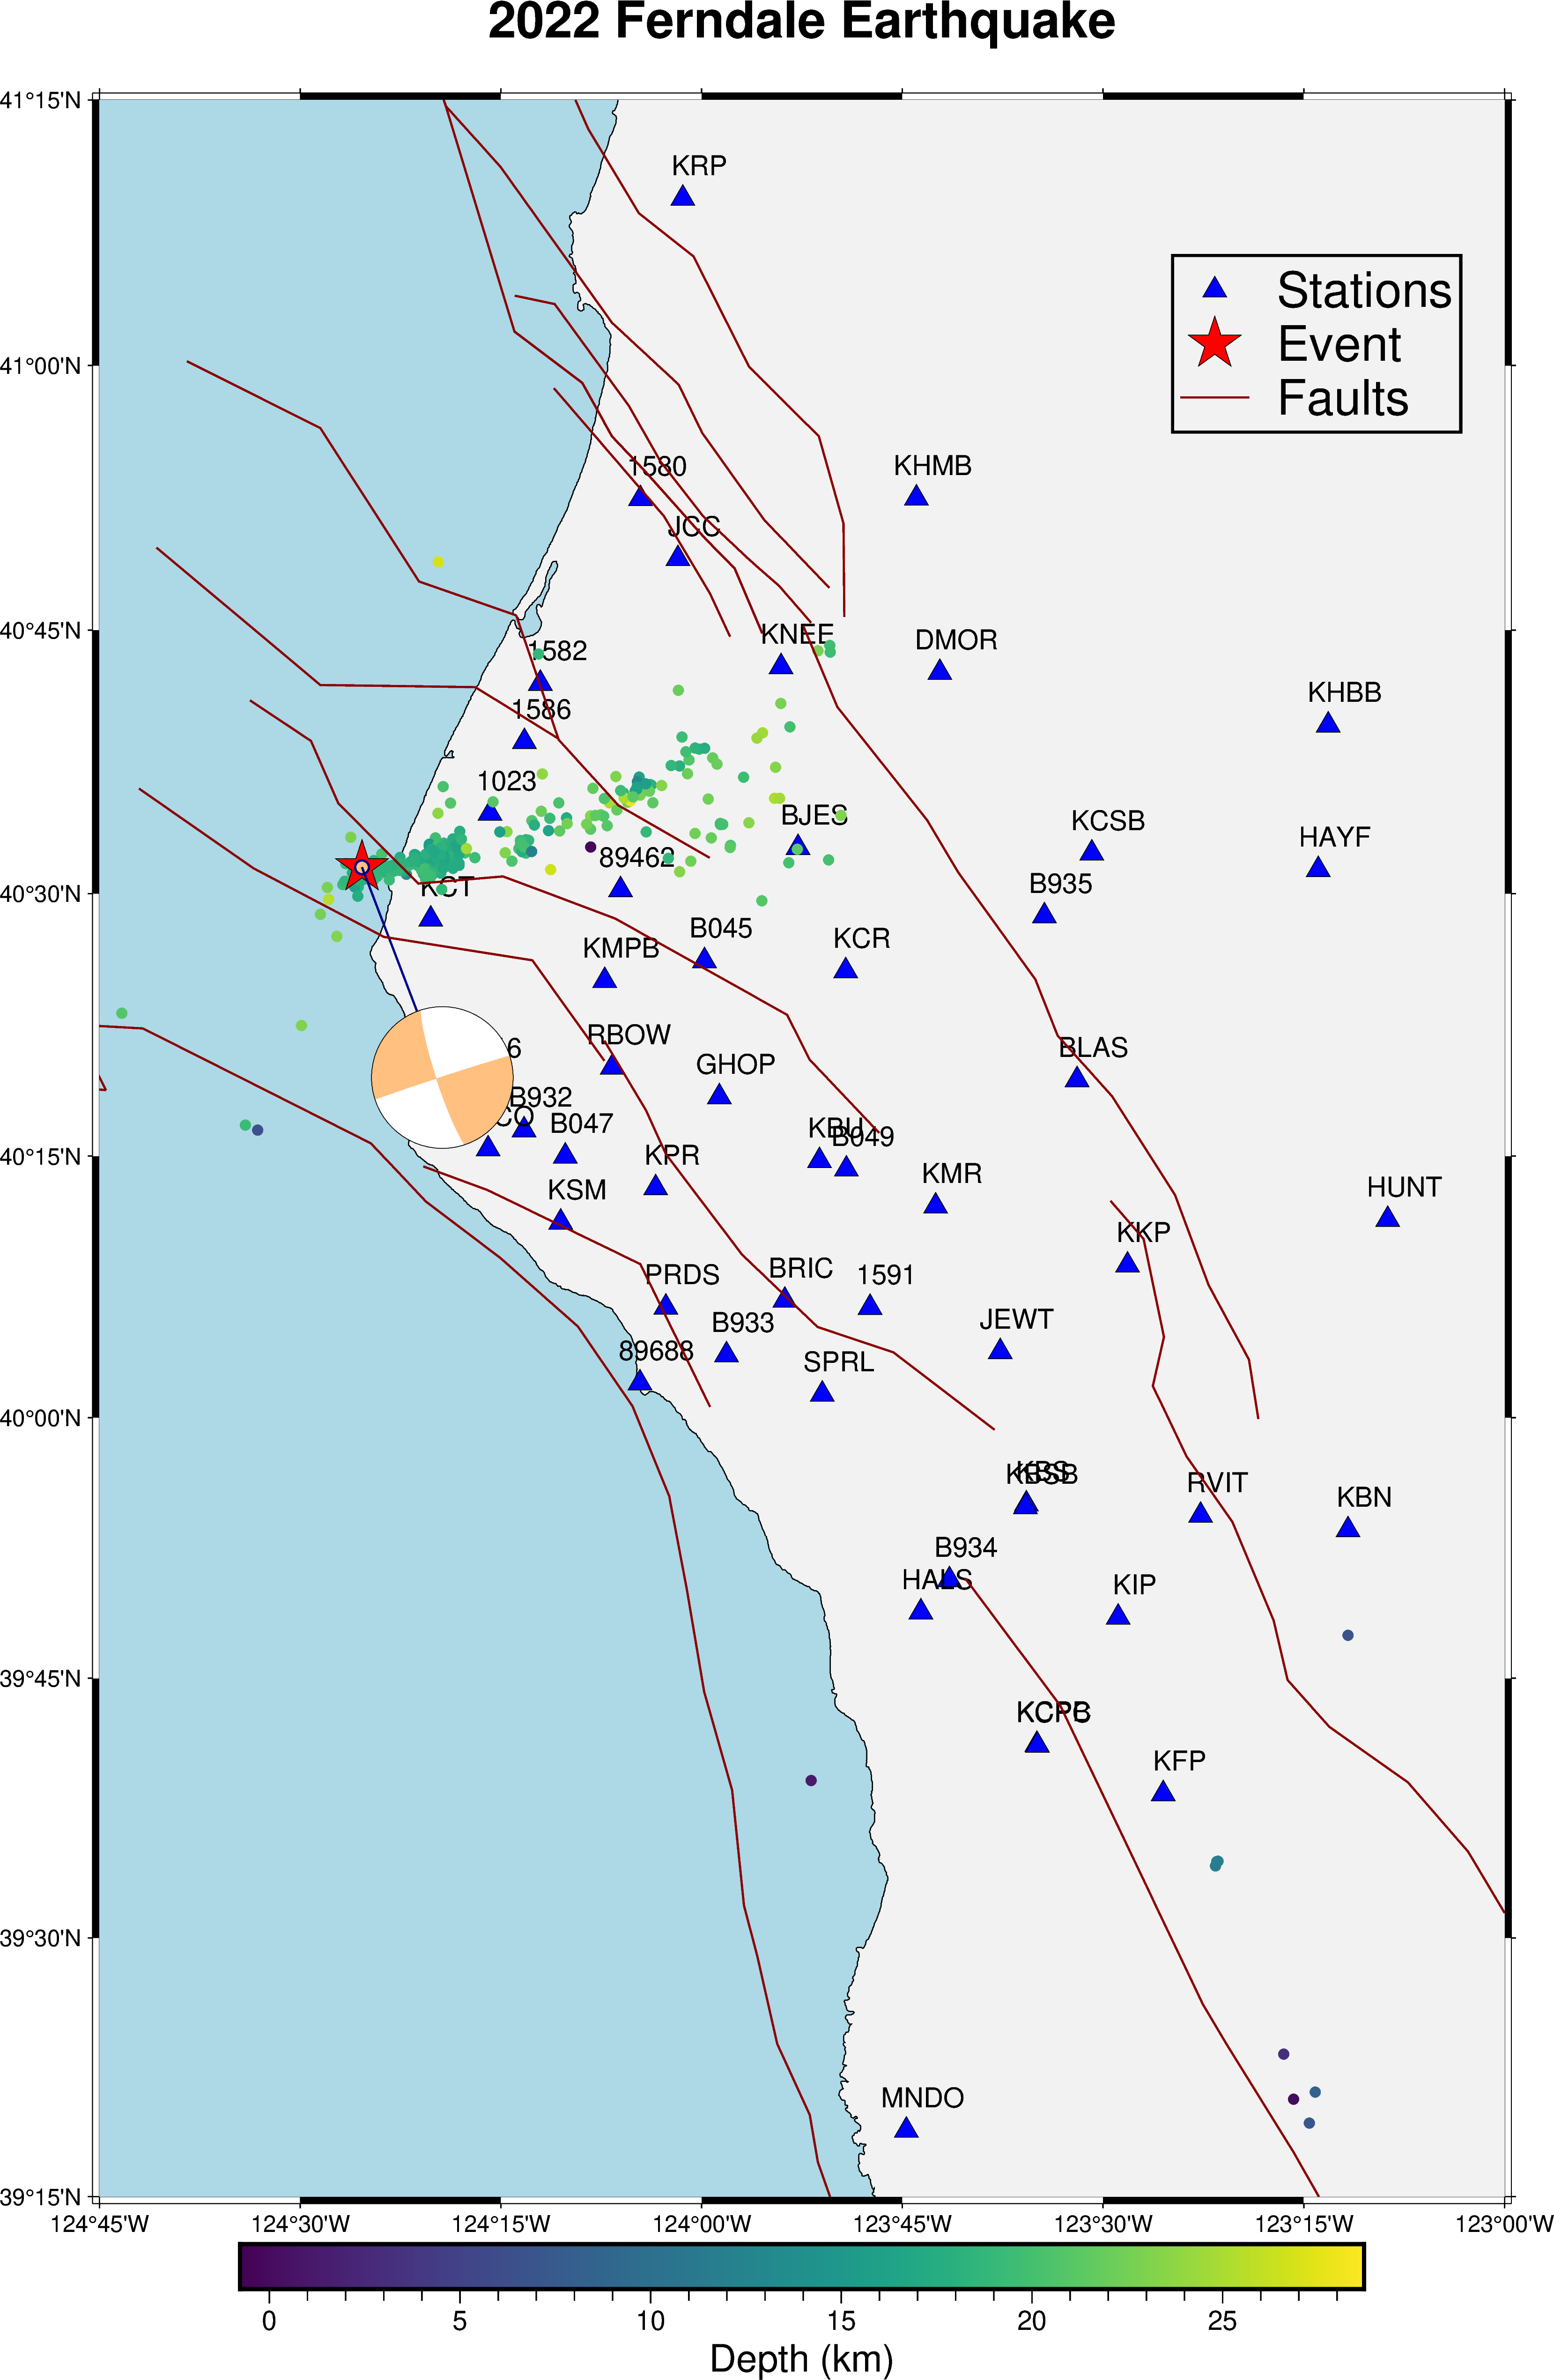 2022 Ferndale Earthquake
41°15'N
KRP
Stations
Event
Faults
41°00'N
1580
KHMB
JCC
40°45'N
KNEE
DMOR
1582
KHBB
1586
1023
BJES
KCSB
HAYF
89462
40°30'N
KCT
B935
B045
KCR
KMPB
RBOW
6
BLAS
GHOP
B932
CO
B047
KBU
B049
40°15'N
KPR
KMR
KSM
HUNT
KKP
PRDS
BRIC
1591
B933
JEWT
89688
SPRL
40°00'N
KBS
KBSB
RVIT
KBN
B934
HALS
KIP
39°45'N
KCPB
KFP
39°30'N
MNDO
39°15'N
124°45'W 124°30'W 124°15'W 124°00'W 123°45'W 123°30'W 123°15'W 123°00'W
0 5 10 15 20 25
Depth (km)